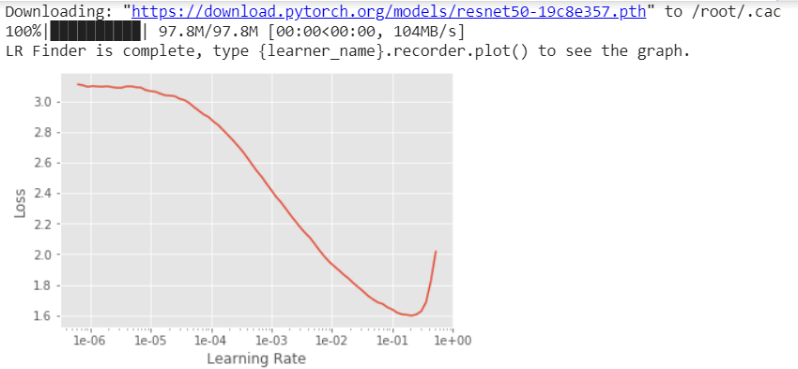 Downloading: "https://download.pytorch.org/models/resnet50-19c8e357.pth" to /root/.cac
100%|██████████| 97.8M/97.8M [00:00<00:00, 104MB/s]
LR Finder is complete, type {learner_name}.recorder.plot() to see the graph.
3.0
2.8
2.6
2.4
2.2
2.0
1.8
1.6
Loss
1e-06 1e-05 1e-04 1e-03 1e-02 1e-01 1e+00
Learning Rate